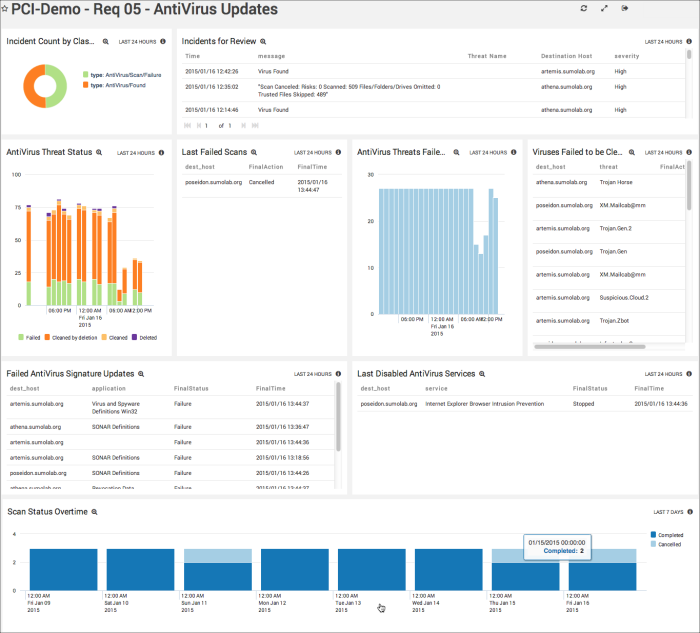 PCI-Demo - Req 05 - AntiVirus Updates
Incident Count by Clas... LAST 24 HOURS
type: AntiVirus/Scan/Failure
type: AntiVirus/Found
Incidents for Review LAST 24 HOURS
Time message Threat Name Destination Host severity
2015/01/16 12:42:26 Virus Found artemis.sumolab.org High
2015/01/16 12:35:02 "Scan Canceled: Risks: 0 Scanned: 509 Files/Folders/Drives Omitted: 0 artemis.sumolab.org High
Trusted Files Skipped: 489"
2015/01/16 12:14:46 Virus Found artemis.sumolab.org High
1 of 1
AntiVirus Threat Status LAST 24 HOURS
100
75
50
25
0
06:00 PM 12:00 AM 06:00 AM 12:00 PM
Fri Jan 16
2015
Failed Cleaned by deletion Cleaned Deleted
Last Failed Scans LAST 24 HOURS
dest_host FinalAction FinalTime
poseidon.sumolab.org Cancelled 2015/01/16
13:44:47
AntiVirus Threats Faile... LAST 24 HOURS
30
20
10
0
06:00 PM 12:00 AM 06:00 AM 12:00 PM
Fri Jan 16
2015
Viruses Failed to be Cle... LAST 24 HOURS
dest_host threat FinalAct
athena.sumolab.org Trojan Horse
poseidon.sumolab.org XM.Mailcab@mm
artemis.sumolab.org Trojan.Gen.2
poseidon.sumolab.org Trojan.Gen
artemis.sumolab.org XM.Mailcab@mm
artemis.sumolab.org Suspicious.Cloud.2
artemis.sumolab.org Trojan.Zbot
Failed AntiVirus Signature Updates LAST 24 HOURS
dest_host application FinalStatus FinalTime
artemis.sumolab.org Virus and Spyware Failure 2015/01/16 13:44:37
Definitions Win32
athena.sumolab.org SONAR Definitions Failure 2015/01/16 13:36:47
artemis.sumolab.org Failure 2015/01/16 13:44:36
artemis.sumolab.org SONAR Definitions Failure 2015/01/16 13:18:56
poseidon.sumolab.org SONAR Definitions Failure 2015/01/16 13:44:26
athena.sumolab.org Revocation Data Failure 2015/01/16 13:44:37
Last Disabled AntiVirus Services LAST 24 HOURS
dest_host service FinalStatus FinalTime
poseidon.sumolab.org Internet Explorer Browser Intrusion Prevention Stopped 2015/01/16 13:44:36
Scan Status Overtime LAST 7 DAYS
4
2
0
01/15/2015 00:00:00
Completed: 2
Completed
Cancelled
12:00 AM 12:00 AM 12:00 AM 12:00 AM 12:00 AM 12:00 AM 12:00 AM 12:00 AM
Fri Jan 09 Sat Jan 10 Sun Jan 11 Mon Jan 12 Tue Jan 13 Wed Jan 14 Thu Jan 15 Fri Jan 16
2015 2015 2015 2015 2015 2015 2015 2015